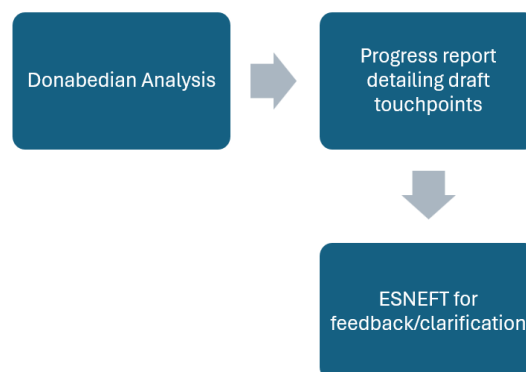 Donabedian Analysis
Progress report
detailing draft
touchpoints
ESNEFT for
feedback/clarification